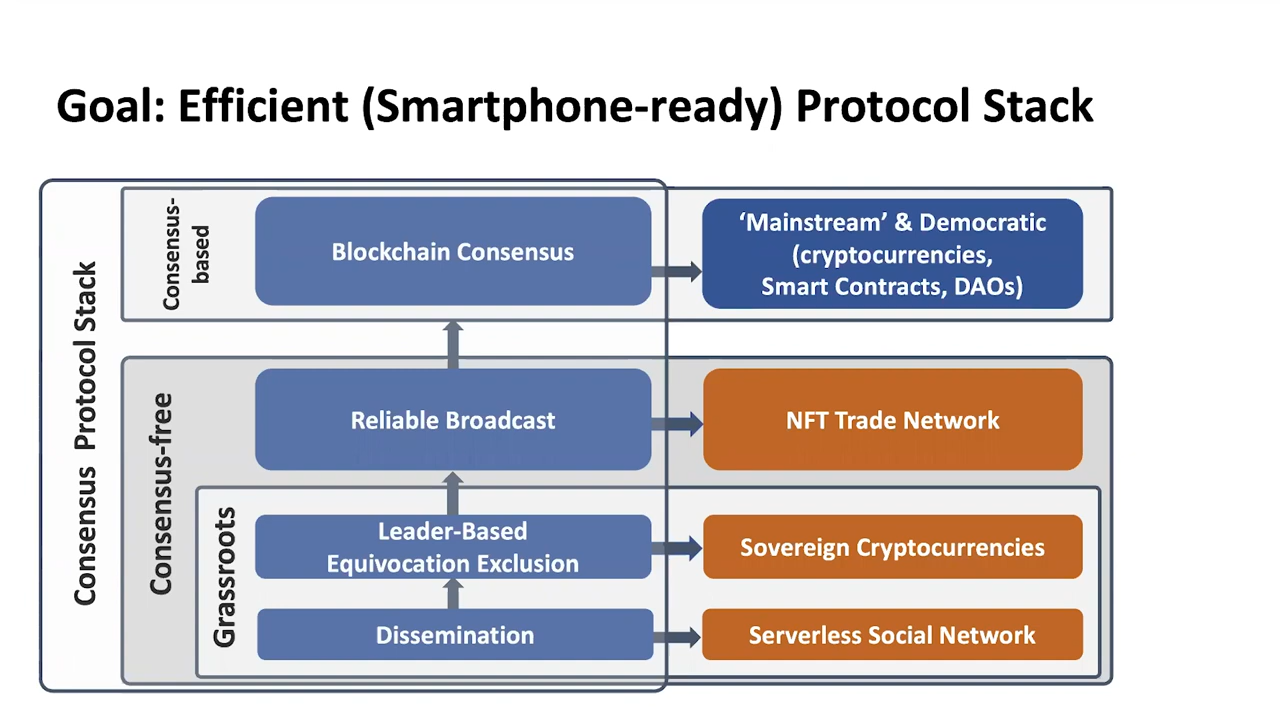 Goal: Efficient (Smartphone-ready) Protocol Stack
Consensus Protocol Stack
Consensus-
based
Blockchain Consensus
‘Mainstream’ & Democratic
(cryptocurrencies,
Smart Contracts, DAOs)
Consensus-free
Reliable Broadcast
NFT Trade Network
Grassroots
Leader-Based
Equivocation Exclusion
Sovereign Cryptocurrencies
Dissemination
Serverless Social Network